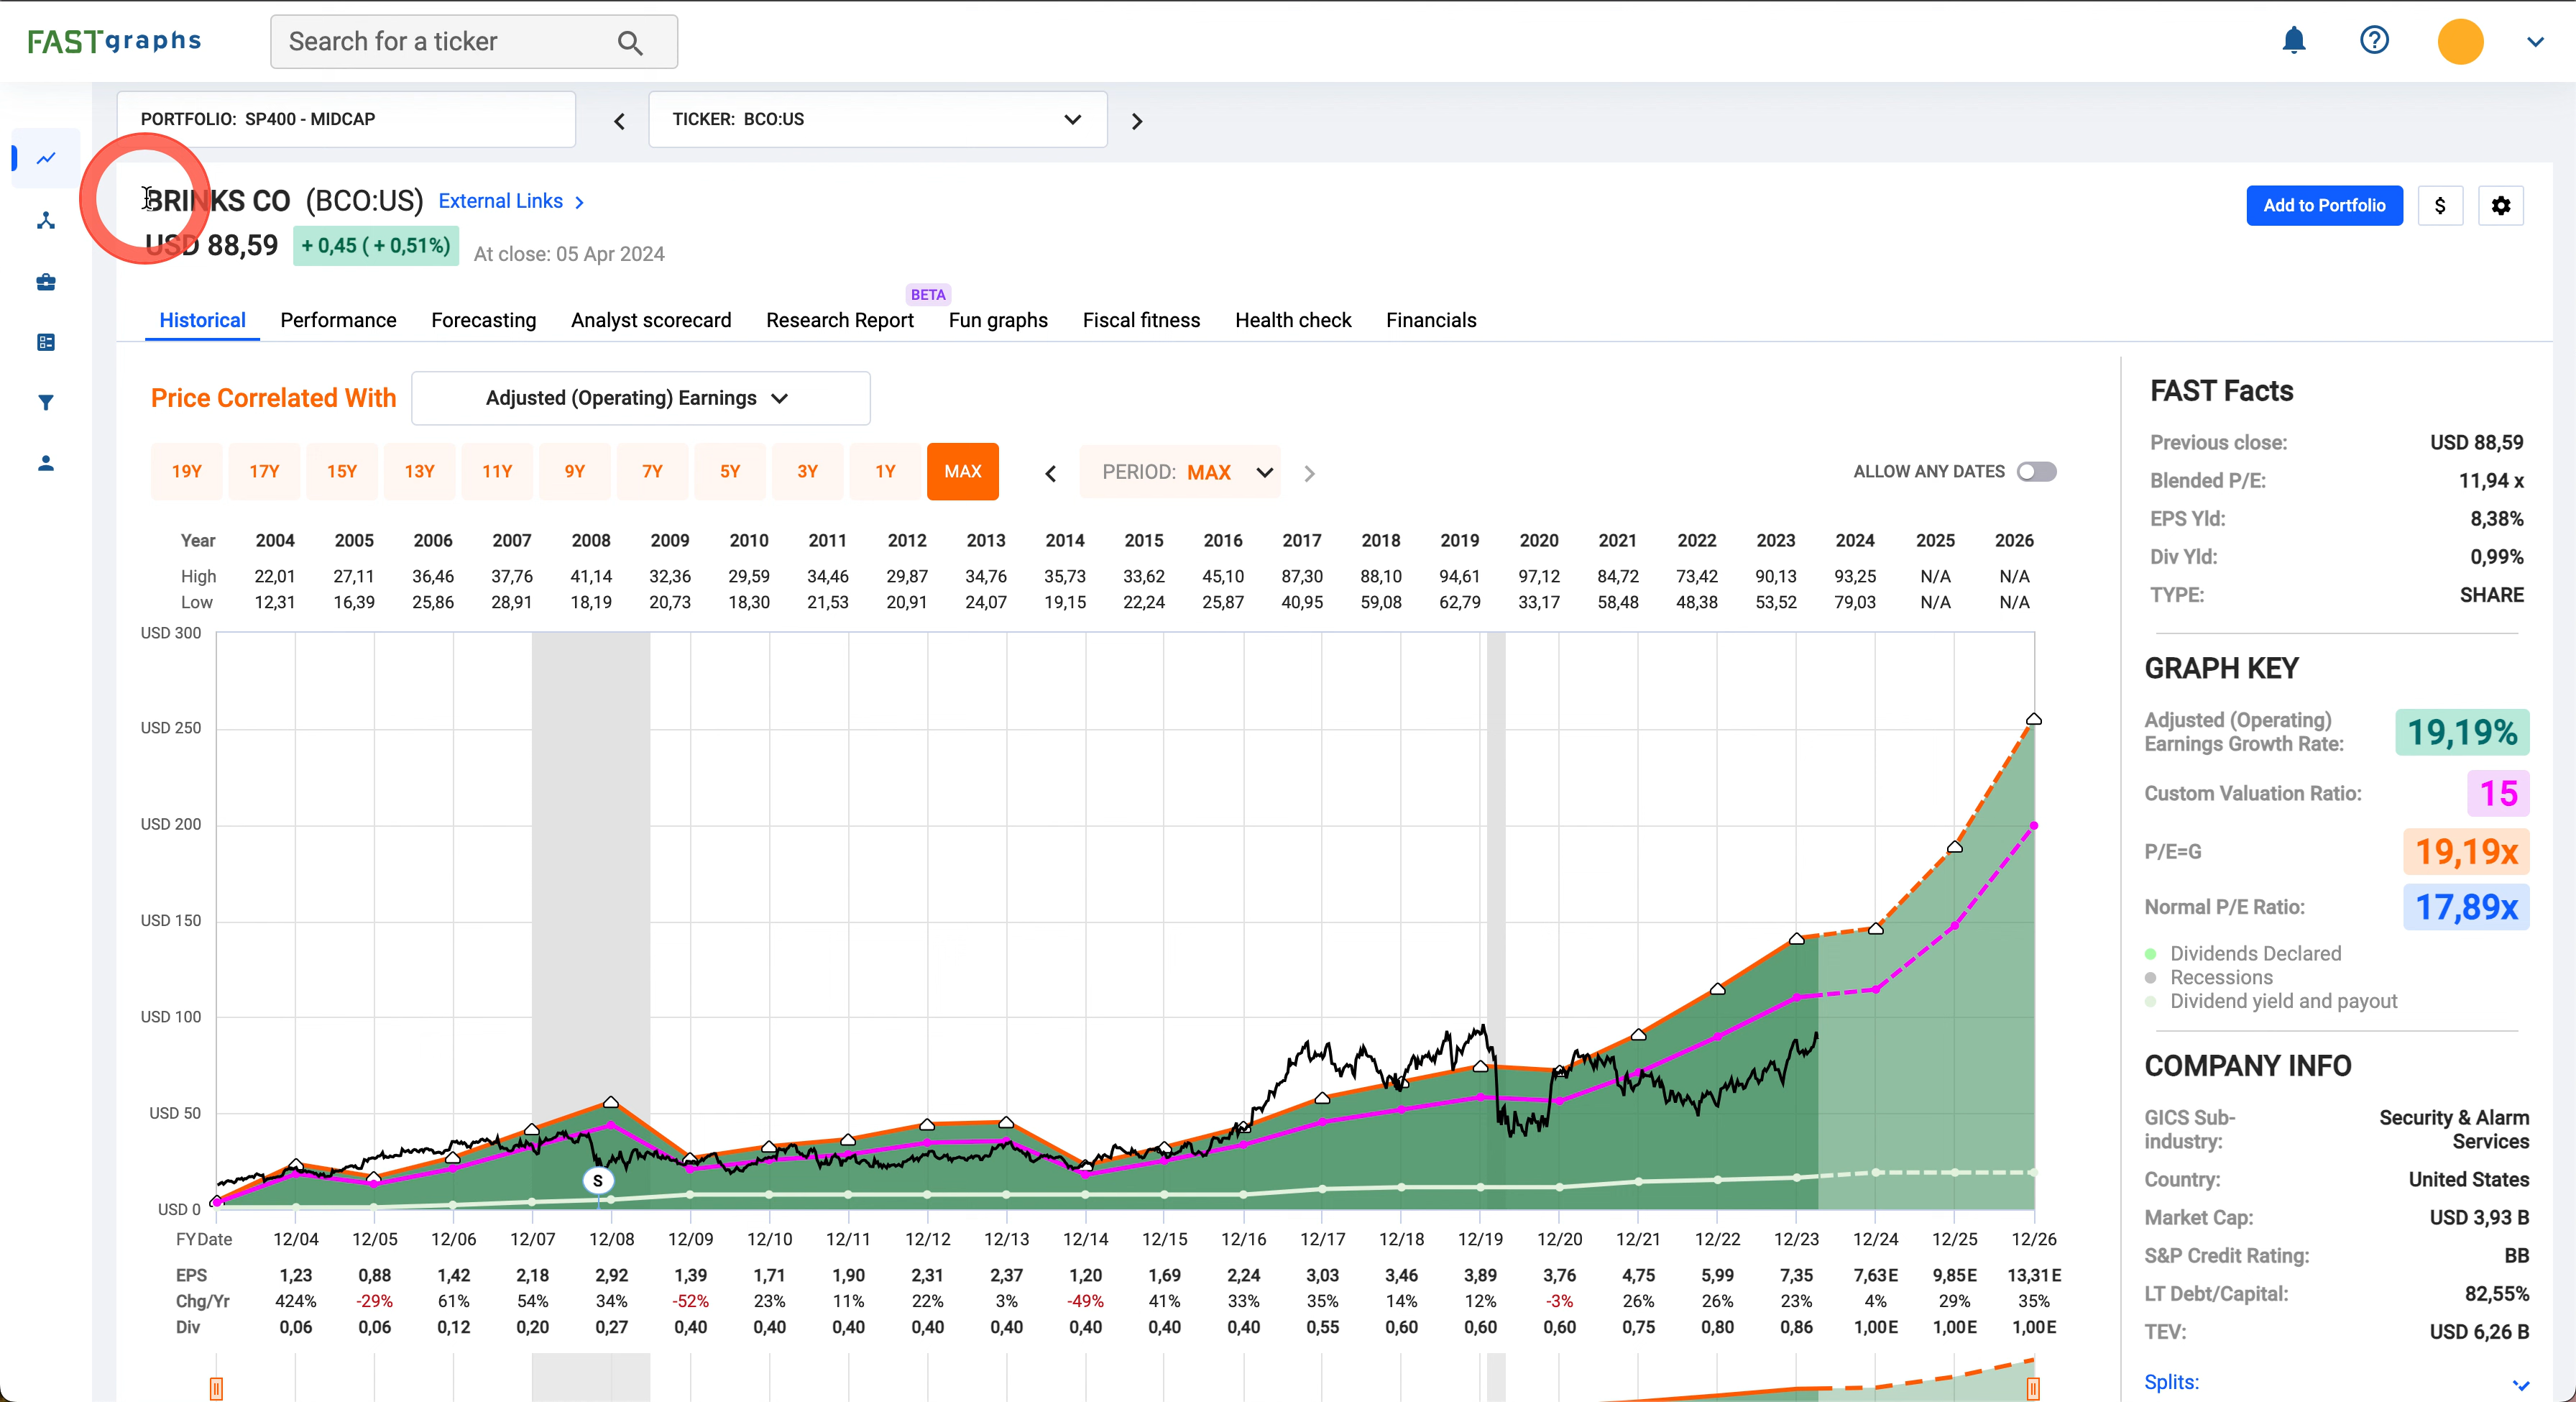 FASTgraphs
Search for a ticker
PORTFOLIO: SP400 - MIDCAP
TICKER: BCO:US
BRINKS CO (BCO:US) External Links
USD 88,59 + 0,45 ( + 0,51%) At close: 05 Apr 2024
Add to Portfolio
$
BETA
Historical Performance Forecasting Analyst scorecard Research Report Fun graphs Fiscal fitness Health check Financials
Price Correlated With Adjusted (Operating) Earnings
19Y 17Y 15Y 13Y 11Y 9Y 7Y 5Y 3Y 1Y MAX PERIOD: MAX ALLOW ANY DATES
Year 2004 2005 2006 2007 2008 2009 2010 2011 2012 2013 2014 2015 2016 2017 2018 2019 2020 2021 2022 2023 2024 2025 2026
High 22,01 27,11 36,46 37,76 41,14 32,36 29,59 34,46 29,87 34,76 35,73 33,62 45,10 87,30 88,10 94,61 97,12 84,72 73,42 90,13 93,25 N/A N/A
Low 12,31 16,39 25,86 28,91 18,19 20,73 18,30 21,53 20,91 24,07 19,15 22,24 25,87 40,95 59,08 62,79 33,17 58,48 48,38 53,52 79,03 N/A N/A
USD 300
USD 250
USD 200
USD 150
USD 100
USD 50
USD 0
S
FY Date 12/04 12/05 12/06 12/07 12/08 12/09 12/10 12/11 12/12 12/13 12/14 12/15 12/16 12/17 12/18 12/19 12/20 12/21 12/22 12/23 12/24 12/25 12/26
EPS 1,23 0,88 1,42 2,18 2,92 1,39 1,71 1,90 2,31 2,37 1,20 1,69 2,24 3,03 3,46 3,89 3,76 4,75 5,99 7,35 7,63E 9,85E 13,31E
Chg/Yr 424% -29% 61% 54% 34% -52% 23% 11% 22% 3% -49% 41% 33% 35% 14% 12% -3% 26% 26% 23% 4% 29% 35%
Div 0,06 0,06 0,12 0,20 0,27 0,40 0,40 0,40 0,40 0,40 0,40 0,40 0,40 0,55 0,60 0,60 0,60 0,75 0,80 0,86 1,00E 1,00E 1,00E
FAST Facts
Previous close: USD 88,59
Blended P/E: 11,94 x
EPS Yld: 8,38%
Div Yld: 0,99%
TYPE: SHARE
GRAPH KEY
Adjusted (Operating)
Earnings Growth Rate: 19,19%
Custom Valuation Ratio: 15
P/E=G 19,19x
Normal P/E Ratio: 17,89x
Dividends Declared
Recessions
Dividend yield and payout
COMPANY INFO
GICS Sub- Security & Alarm
industry: Services
Country: United States
Market Cap: USD 3,93 B
S&P Credit Rating: BB
LT Debt/Capital: 82,55%
TEV: USD 6,26 B
Splits: